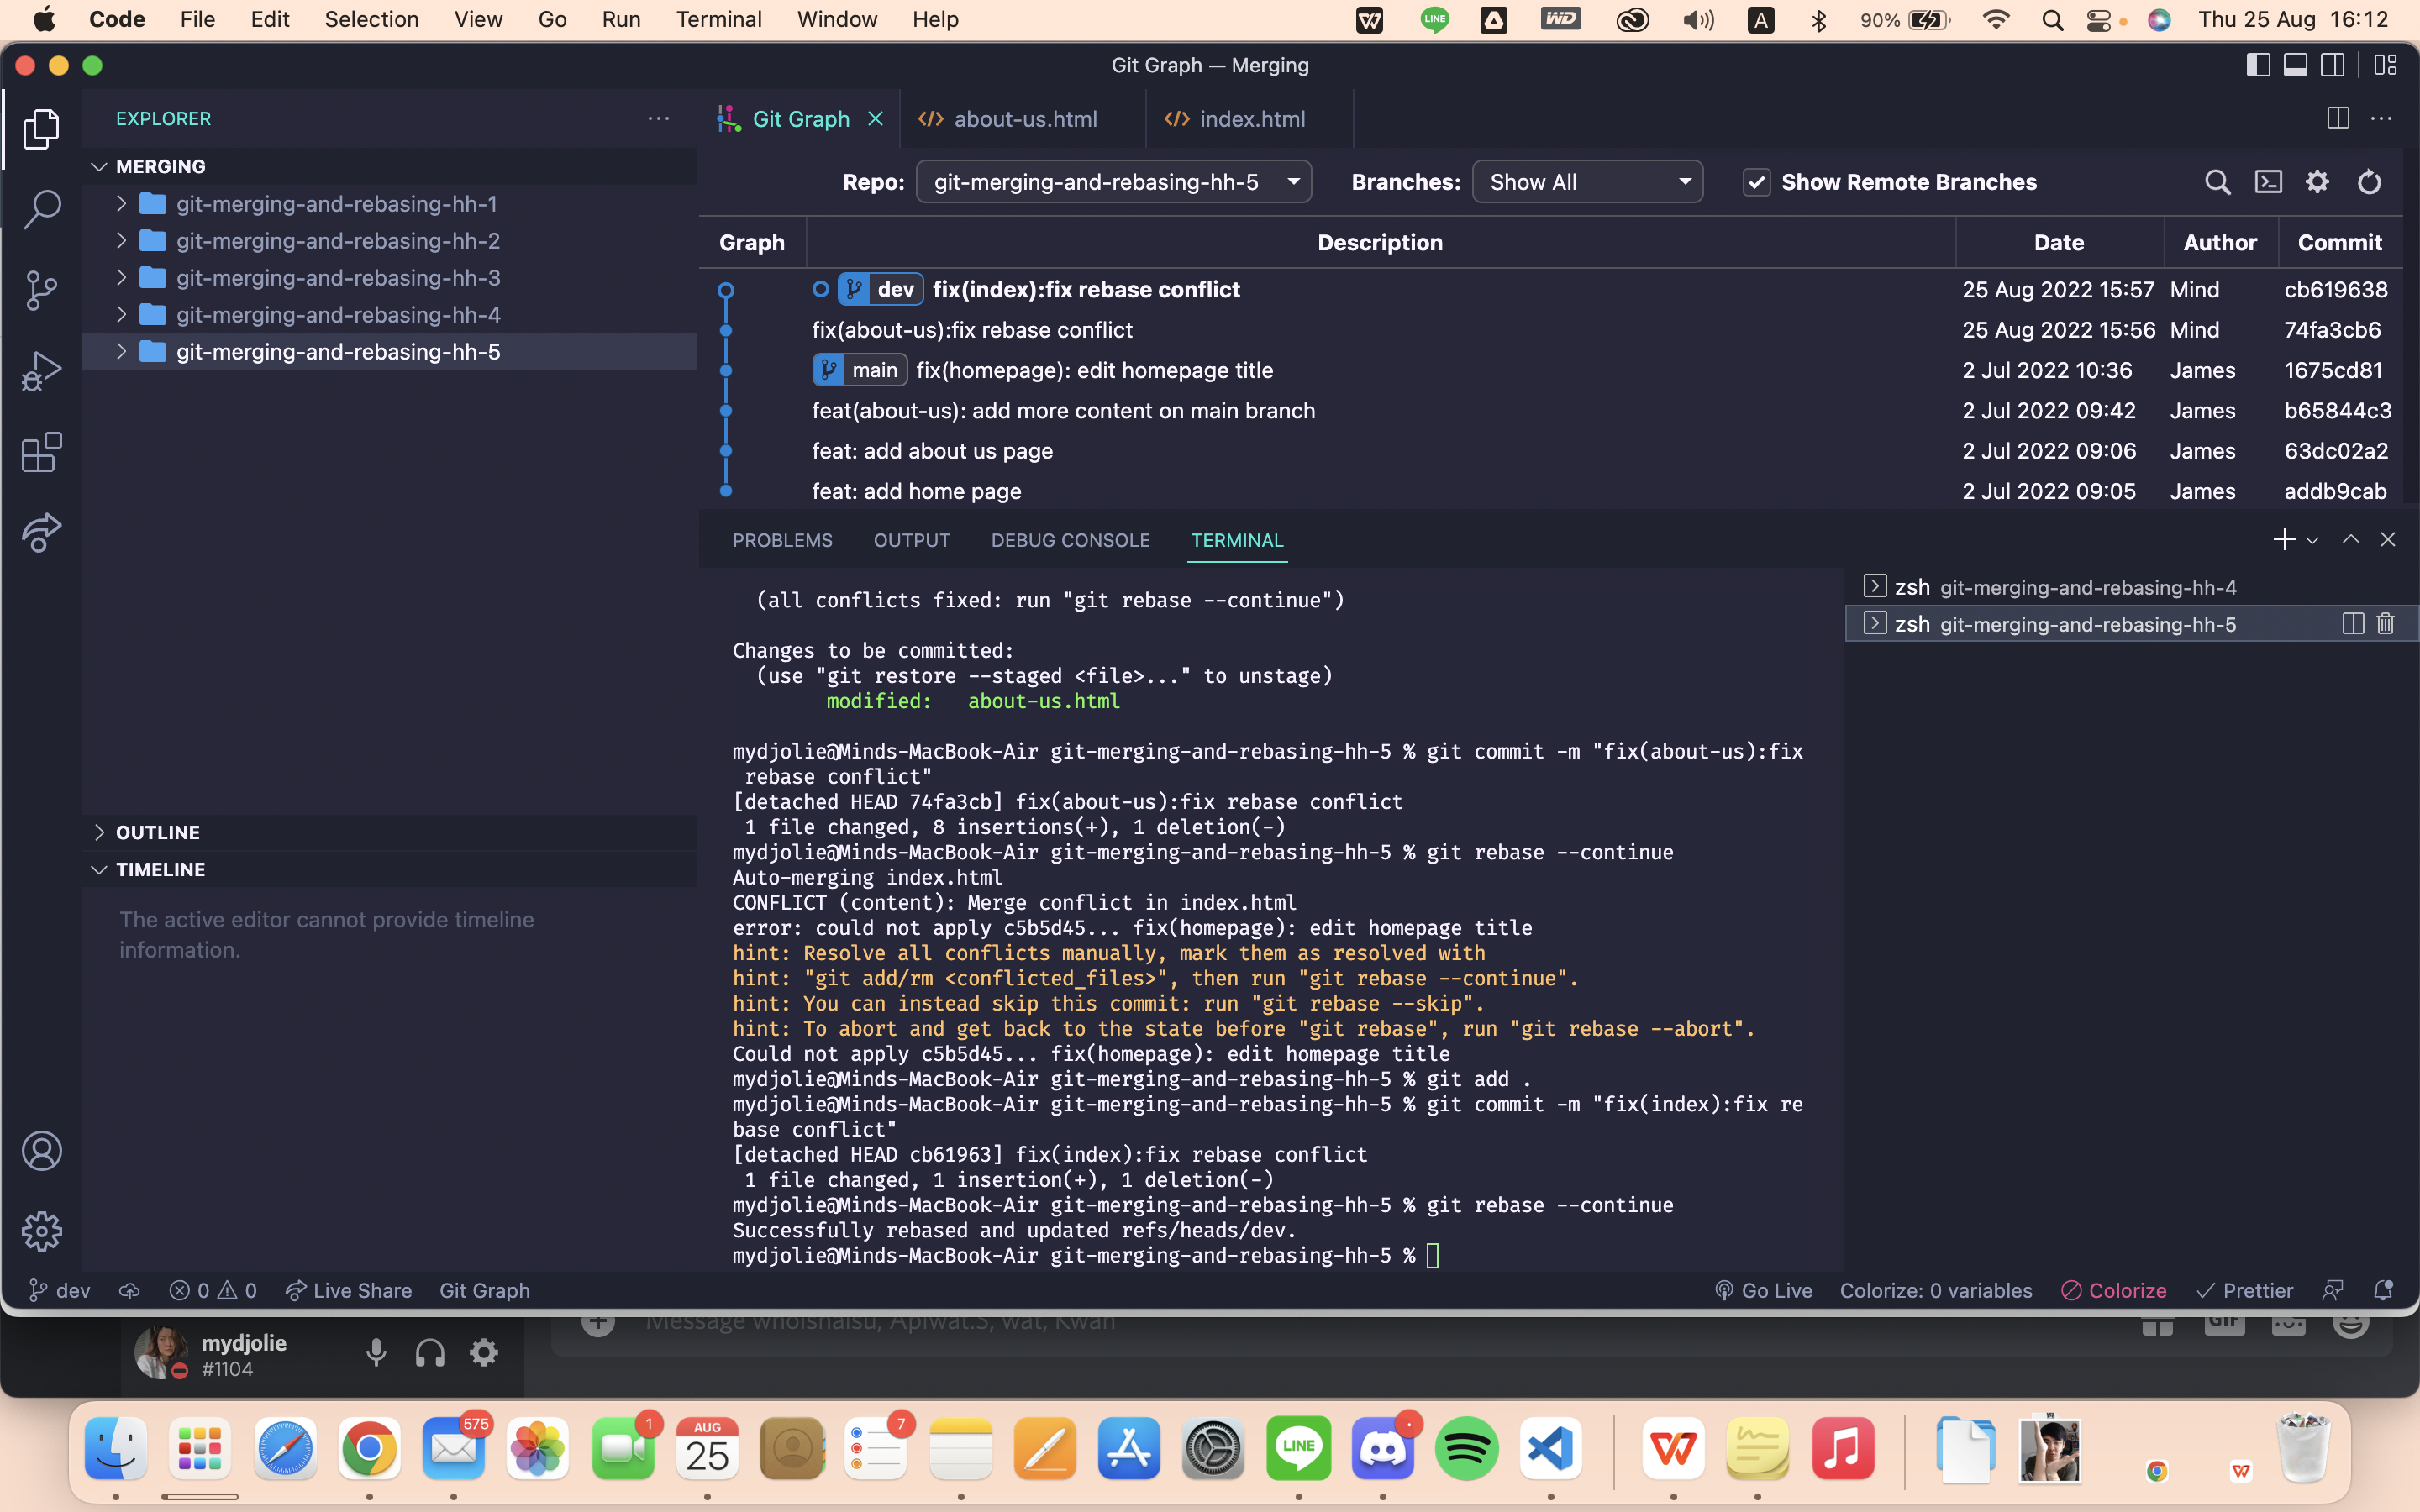 Code File Edit Selection View Go Run Terminal Window Help LINE WD A 90% Thu 25 Aug 16:12
Git Graph — Merging
EXPLORER
Git Graph
about-us.html
index.html
MERGING
git-merging-and-rebasing-hh-1
git-merging-and-rebasing-hh-2
git-merging-and-rebasing-hh-3
git-merging-and-rebasing-hh-4
git-merging-and-rebasing-hh-5
Repo: git-merging-and-rebasing-hh-5 Branches: Show All Show Remote Branches
Graph Description Date Author Commit
dev fix(index):fix rebase conflict 25 Aug 2022 15:57 Mind cb619638
fix(about-us):fix rebase conflict 25 Aug 2022 15:56 Mind 74fa3cb6
main fix(homepage): edit homepage title 2 Jul 2022 10:36 James 1675cd81
feat(about-us): add more content on main branch 2 Jul 2022 09:42 James b65844c3
feat: add about us page 2 Jul 2022 09:06 James 63dc02a2
feat: add home page 2 Jul 2022 09:05 James addb9cab
PROBLEMS OUTPUT DEBUG CONSOLE TERMINAL
zsh git-merging-and-rebasing-hh-4
zsh git-merging-and-rebasing-hh-5
(all conflicts fixed: run "git rebase --continue")
Changes to be committed:
(use "git restore --staged <file>..." to unstage)
modified: about-us.html
mydjolie@Minds-MacBook-Air git-merging-and-rebasing-hh-5 % git commit -m "fix(about-us):fix
rebase conflict"
[detached HEAD 74fa3cb] fix(about-us):fix rebase conflict
1 file changed, 8 insertions(+), 1 deletion(-)
mydjolie@Minds-MacBook-Air git-merging-and-rebasing-hh-5 % git rebase --continue
Auto-merging index.html
CONFLICT (content): Merge conflict in index.html
error: could not apply c5b5d45... fix(homepage): edit homepage title
hint: Resolve all conflicts manually, mark them as resolved with
hint: "git add/rm <conflicted_files>", then run "git rebase --continue".
hint: You can instead skip this commit: run "git rebase --skip".
hint: To abort and get back to the state before "git rebase", run "git rebase --abort".
Could not apply c5b5d45... fix(homepage): edit homepage title
mydjolie@Minds-MacBook-Air git-merging-and-rebasing-hh-5 % git add .
mydjolie@Minds-MacBook-Air git-merging-and-rebasing-hh-5 % git commit -m "fix(index):fix re
base conflict"
[detached HEAD cb61963] fix(index):fix rebase conflict
1 file changed, 1 insertion(+), 1 deletion(-)
mydjolie@Minds-MacBook-Air git-merging-and-rebasing-hh-5 % git rebase --continue
Successfully rebased and updated refs/heads/dev.
mydjolie@Minds-MacBook-Air git-merging-and-rebasing-hh-5 %
OUTLINE
TIMELINE
The active editor cannot provide timeline
information.
dev 0 0 Live Share Git Graph Go Live Colorize: 0 variables Colorize Prettier
Message whoishaisu, Apiwat.S, wat, Kwan GIF
mydjolie
#1104
575 1 AUG 25 7 LINE